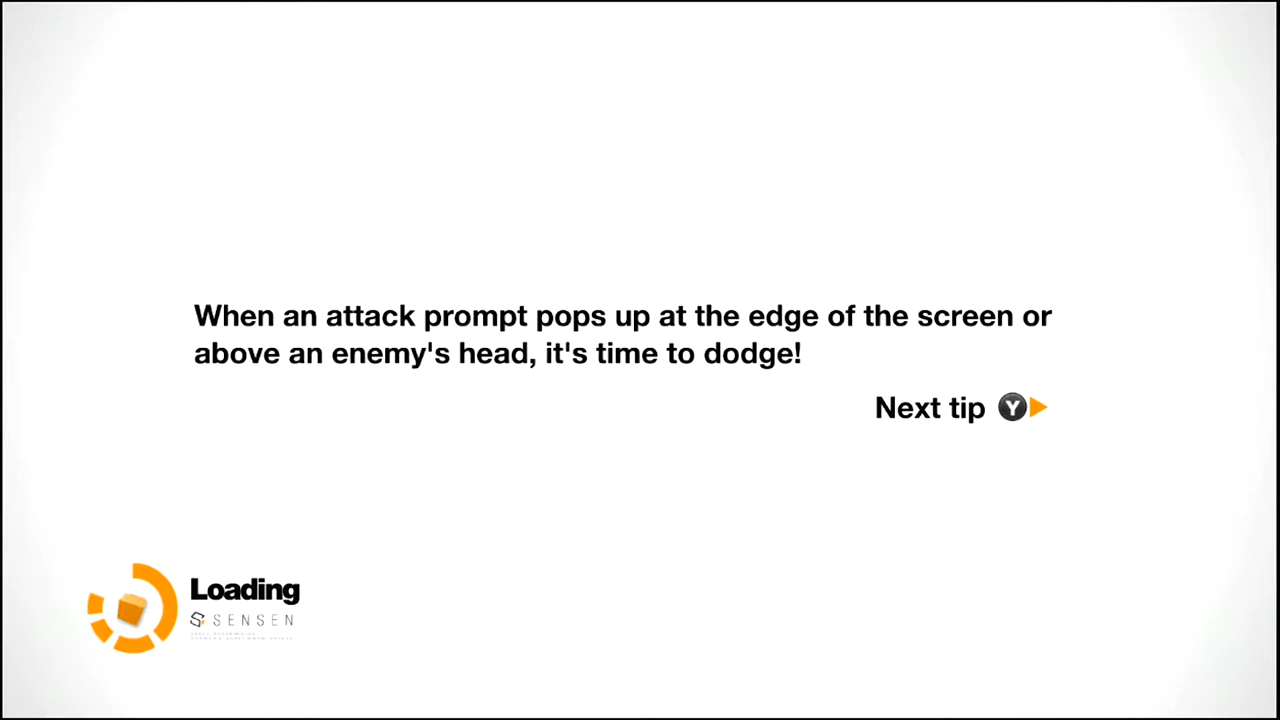 When an attack prompt pops up at the edge of the screen or
above an enemy's head, it's time to dodge!
Next tip Y
Loading
SENSEN